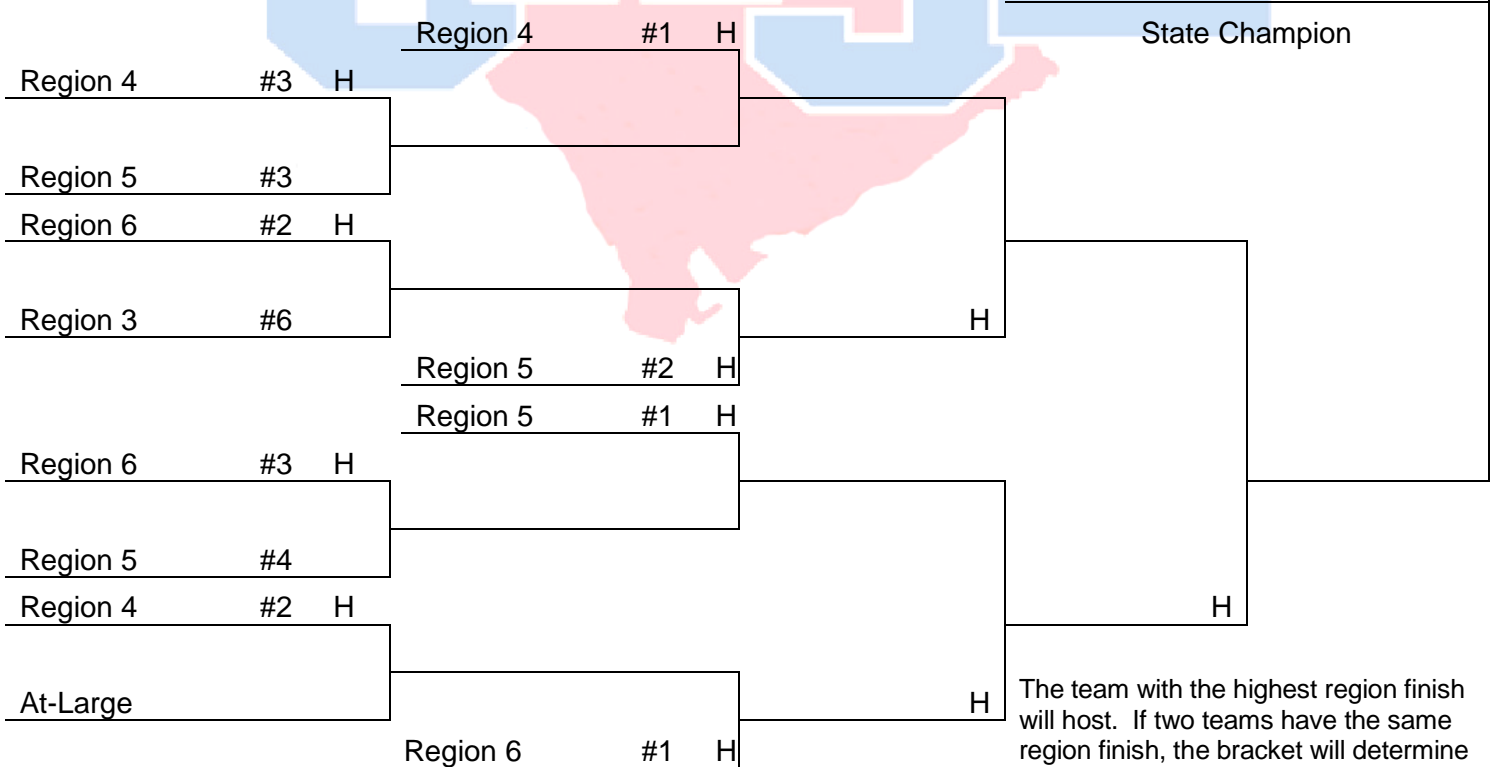 Region 4 #1 H
State Champion
Region 4 #3 H
Region 5 #3
Region 6 #2 H
Region 3 #6
H
Region 5 #2 H
Region 5 #1 H
Region 6 #3 H
Region 5 #4
Region 4 #2 H
H
At-Large
H
The team with the highest region finish
will host. If two teams have the same
region finish, the bracket will determine
Region 6 #1 H